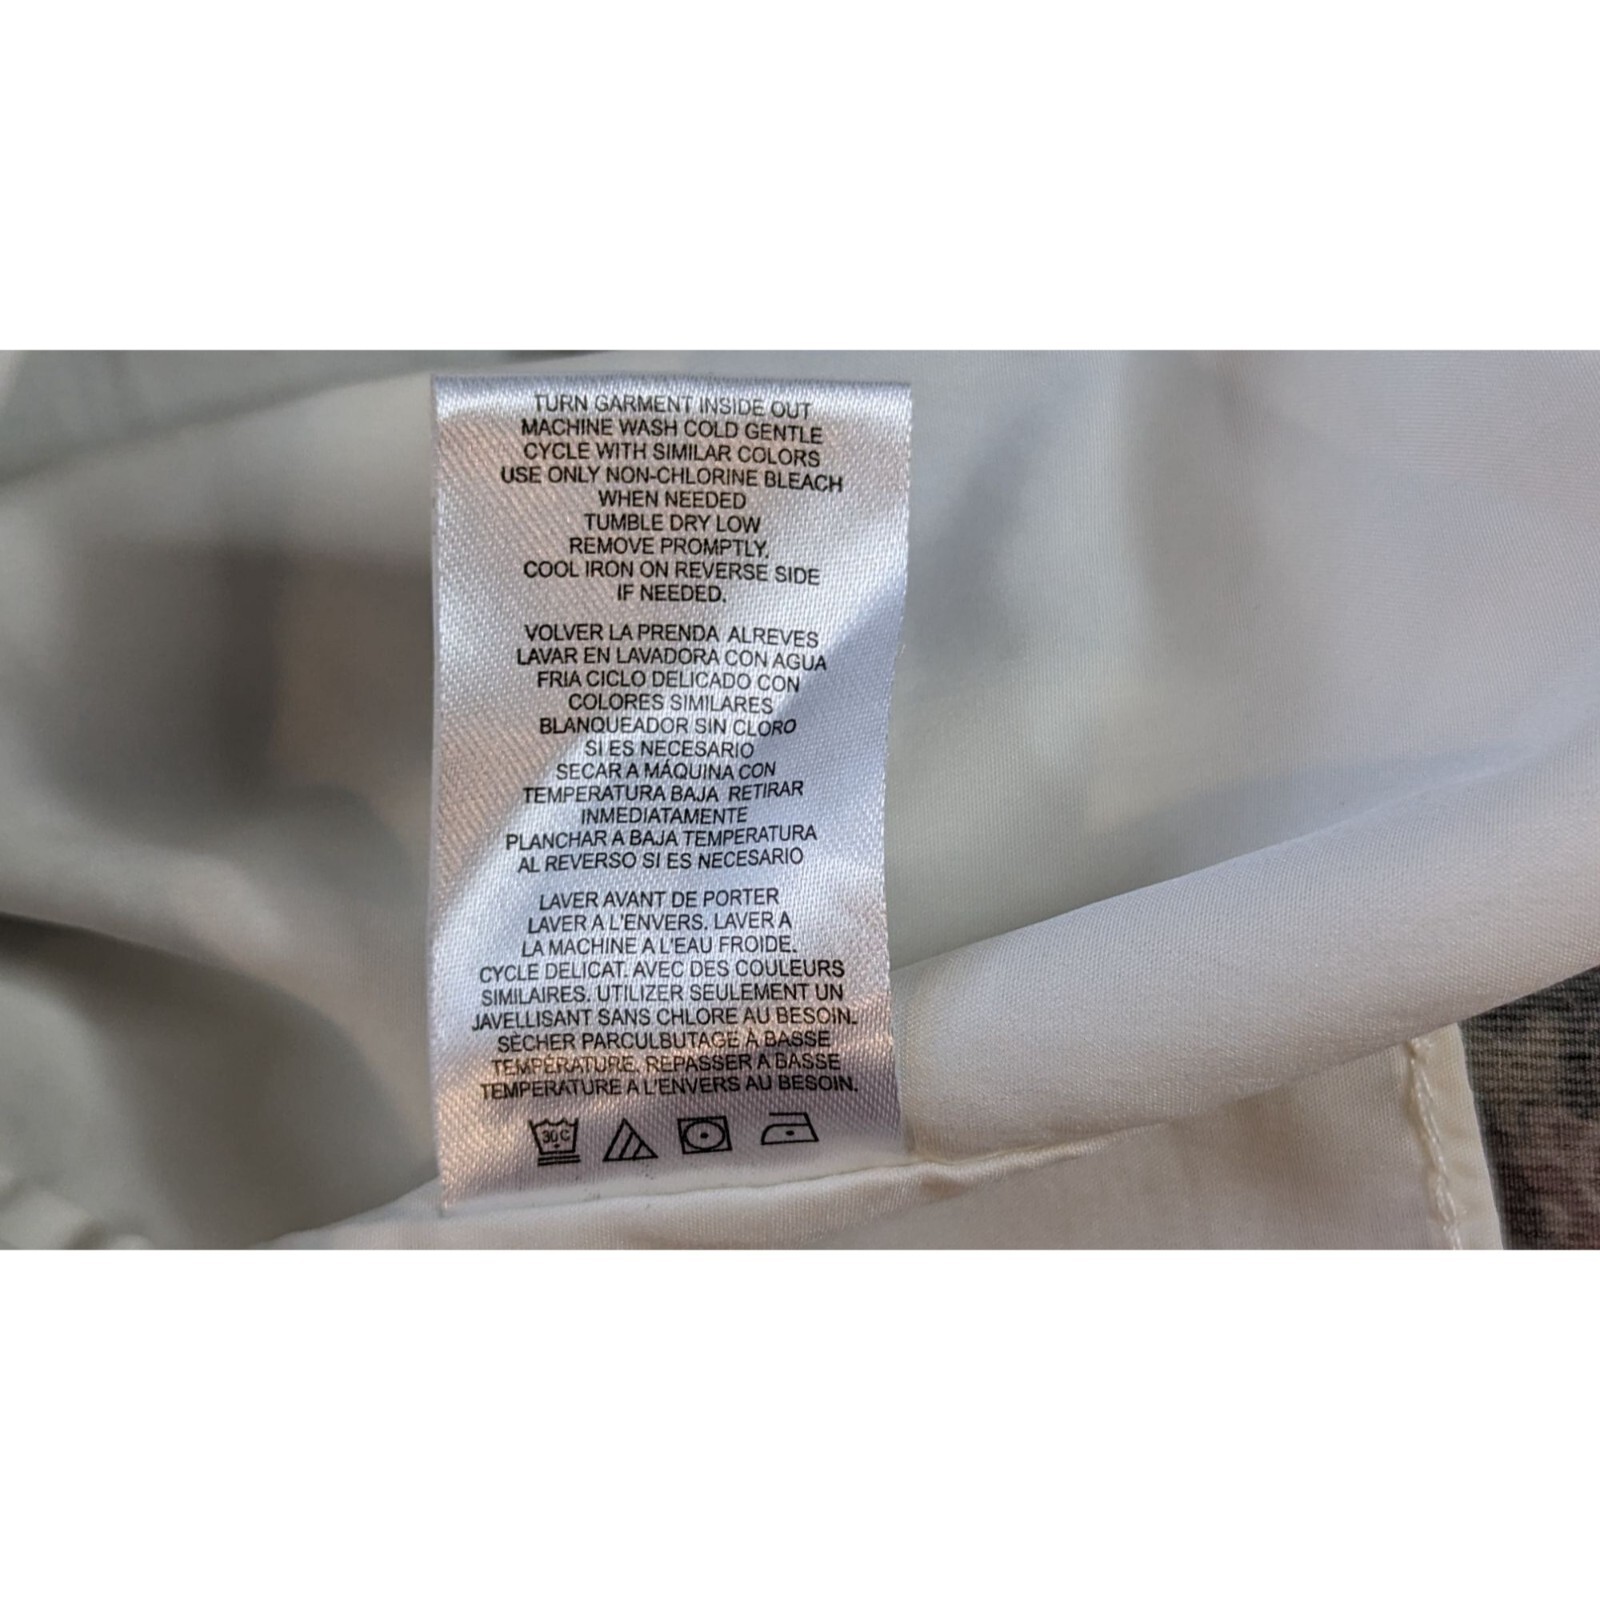 TURN GARMENT INSIDE OUT
MACHINE WASH COLD GENTLE
CYCLE WITH SIMILAR COLORS
USE ONLY NON-CHLORINE BLEACH
WHEN NEEDED
TUMBLE DRY LOW
REMOVE PROMPTLY.
COOL IRON ON REVERSE SIDE
IF NEEDED.
VOLVER LA PRENDA ALREVES
LAVAR EN LAVADORA CON AGUA
FRIA CICLO DELICADO CON
COLORES SIMILARES
BLANQUEADOR SIN CLORO
SI ES NECESARIO
SECAR A MÁQUINA CON
TEMPERATURA BAJA RETIRAR
INMEDIATAMENTE
PLANCHAR A BAJA TEMPERATURA
AL REVERSO SI ES NECESARIO
LAVER AVANT DE PORTER
LAVER A L'ENVERS. LAVER A
LA MACHINE A L'EAU FROIDE.
CYCLE DELICAT. AVEC DES COULEURS
SIMILAIRES. UTILIZER SEULEMENT UN
JAVELLISANT SANS CHLORE AU BESOIN.
SÈCHER PARCULBUTAGE À BASSE
TEMPÉRATURE. REPASSER A BASSE
TEMPERATURE A L'ENVERS AU BESOIN.
30 C